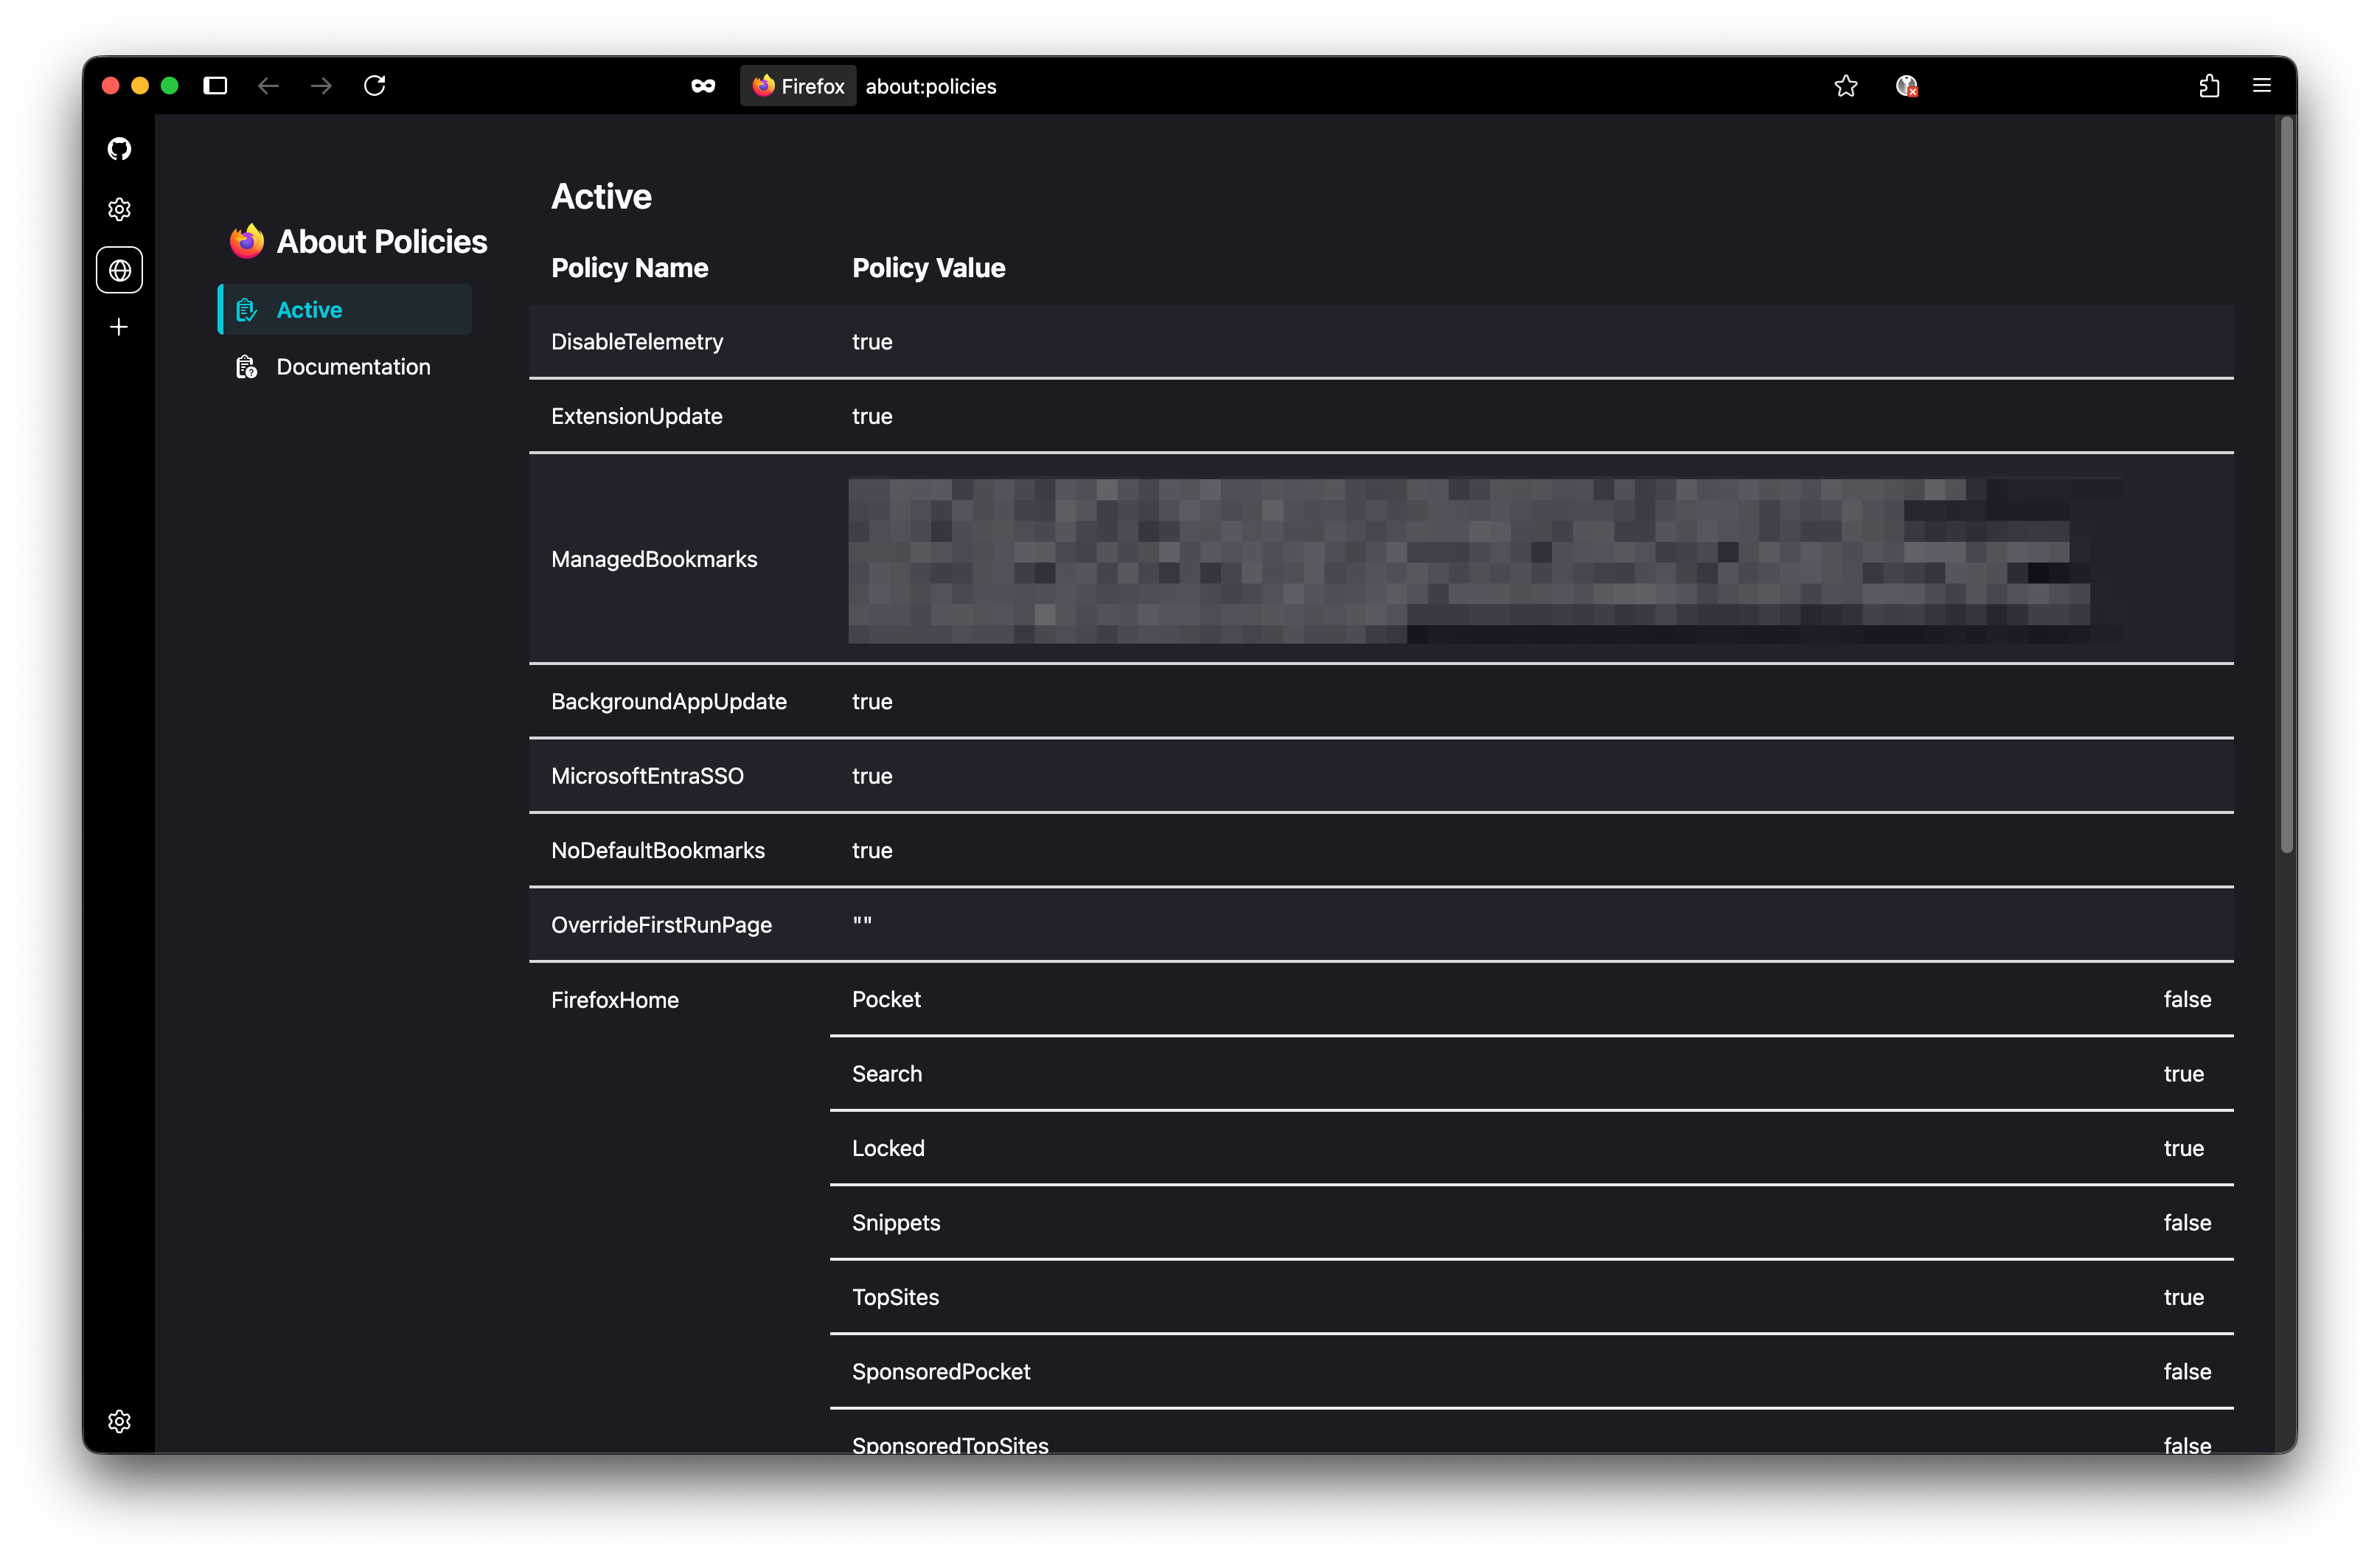 Firefox about:policies
About Policies
Active
Documentation
Active
Policy Name Policy Value
DisableTelemetry true
ExtensionUpdate true
ManagedBookmarks
BackgroundAppUpdate true
MicrosoftEntraSSO true
NoDefaultBookmarks true
OverrideFirstRunPage ""
FirefoxHome Pocket false
Search true
Locked true
Snippets false
TopSites true
SponsoredPocket false
SponsoredTopSites false